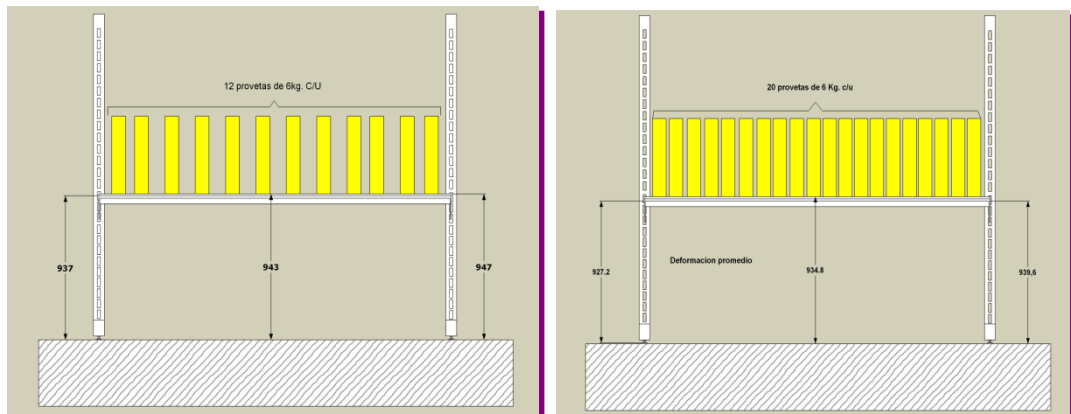 12 provetas de 6kg. C/U
937
943
947
20 provetas de 6 Kg. c/u
Deformacion promedio
927.2
934.8
939,6